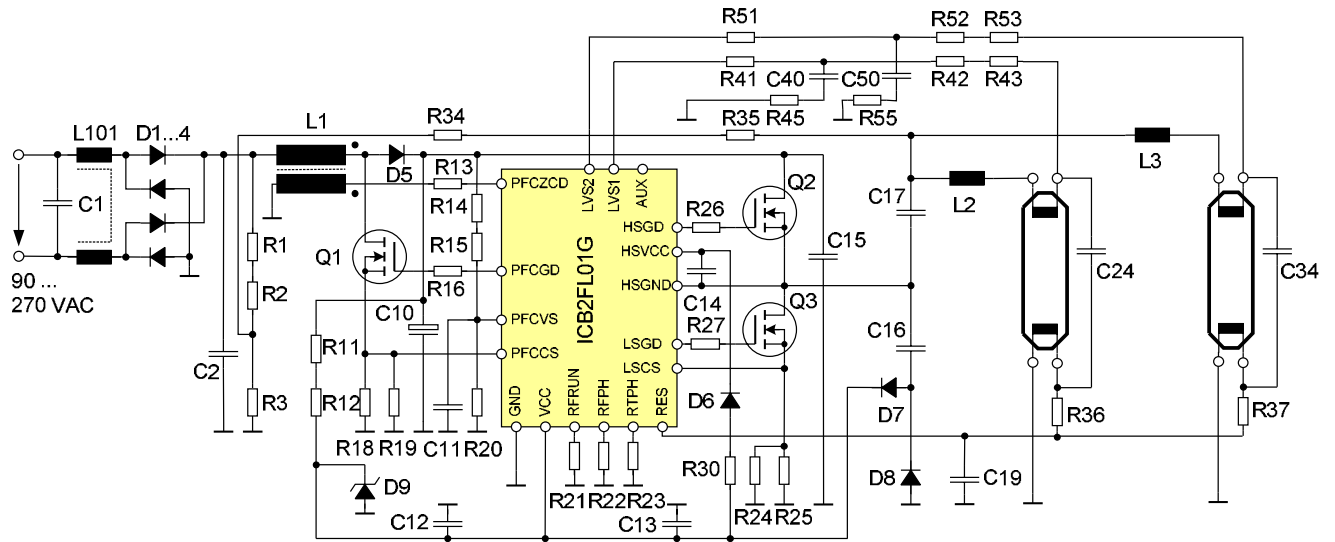 R51
R52
R53
R41
C40
C50
R42
R43
R45
R55
R34
R35
L101
D1...4
L1
D5
R13
L3
PFCZCD
LVS2
LVS1
AUX
Q2
C17
L2
C1
R14
R26
HSGD
R1
R15
C15
Q1
HSVCC
C24
C34
PFCGD
R16
HSGND
C14
Q3
90 ...
270 VAC
R2
C10
ICB2FL01G
PFCVS
R27
C16
LSGD
R11
PFCCS
LSCS
C2
D6
D7
R3
R12
GND
VCC
RFRUN
RFPH
RTPH
RES
R36
R37
R18
R19
C11
R20
R30
D8
C19
D9
R21
R22
R23
R24
R25
C12
C13